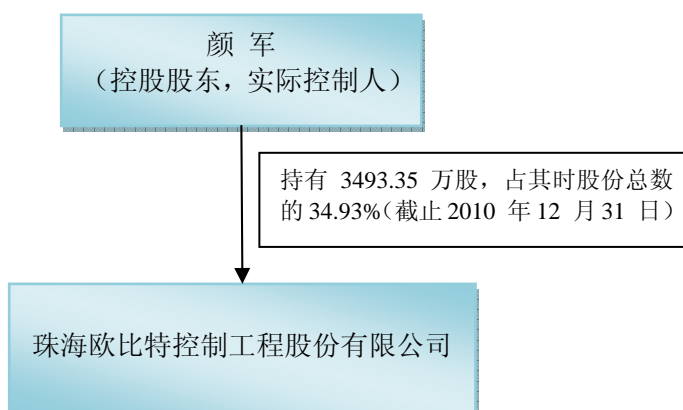 颜 军
（控股股东，实际控制人）
持有 3493.35 万股，占其时股份总数
的 34.93%（截止 2010 年 12 月 31 日）
珠海欧比特控制工程股份有限公司